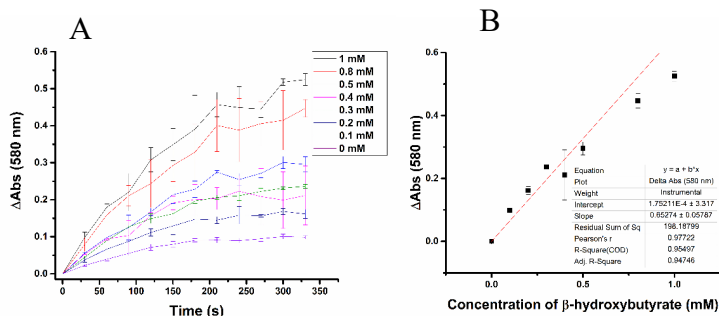 A
ΔAbs (580 nm)
0.6
0.5
0.4
0.3
0.2
0.1
0.0
0
50
100
150
200
250
300
350
Time (s)
1 mM
0.8 mM
0.5 mM
0.4 mM
0.3 mM
0.2 mM
0.1 mM
0 mM
B
ΔAbs (580 nm)
0.6
0.4
0.2
0.0
0.0
0.5
1.0
Concentration of β-hydroxybutyrate (mM)
Equation y = a + b*x
Plot Delta Abs (580 nm)
Weight Instrumental
Intercept 1.75211E-4 ± 3.317
Slope 0.65274 ± 0.05787
Residual Sum of Sq 198.18799
Pearson's r 0.97722
R-Square(COD) 0.95497
Adj. R-Square 0.94746